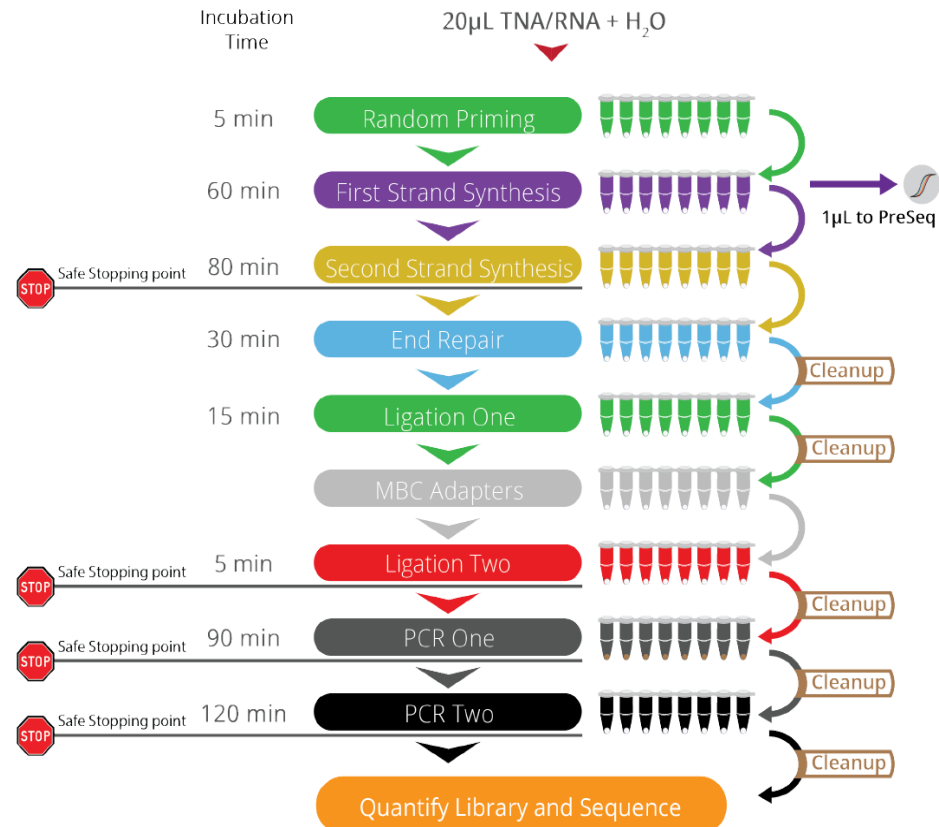 Incubation
Time
20µL TNA/RNA + H₂O
5 min
Random Priming
60 min
First Strand Synthesis
1µL to PreSeq
Safe Stopping point
STOP
80 min
Second Strand Synthesis
30 min
End Repair
Cleanup
15 min
Ligation One
Cleanup
MBC Adapters
Safe Stopping point
STOP
5 min
Ligation Two
Cleanup
Safe Stopping point
STOP
90 min
PCR One
Cleanup
Safe Stopping point
STOP
120 min
PCR Two
Cleanup
Quantify Library and Sequence